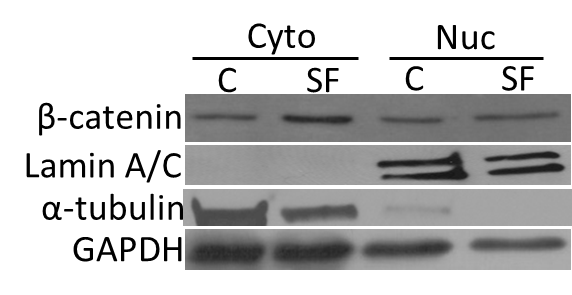 Cyto Nuc
C SF C SF
β-catenin
Lamin A/C
α-tubulin
GAPDH